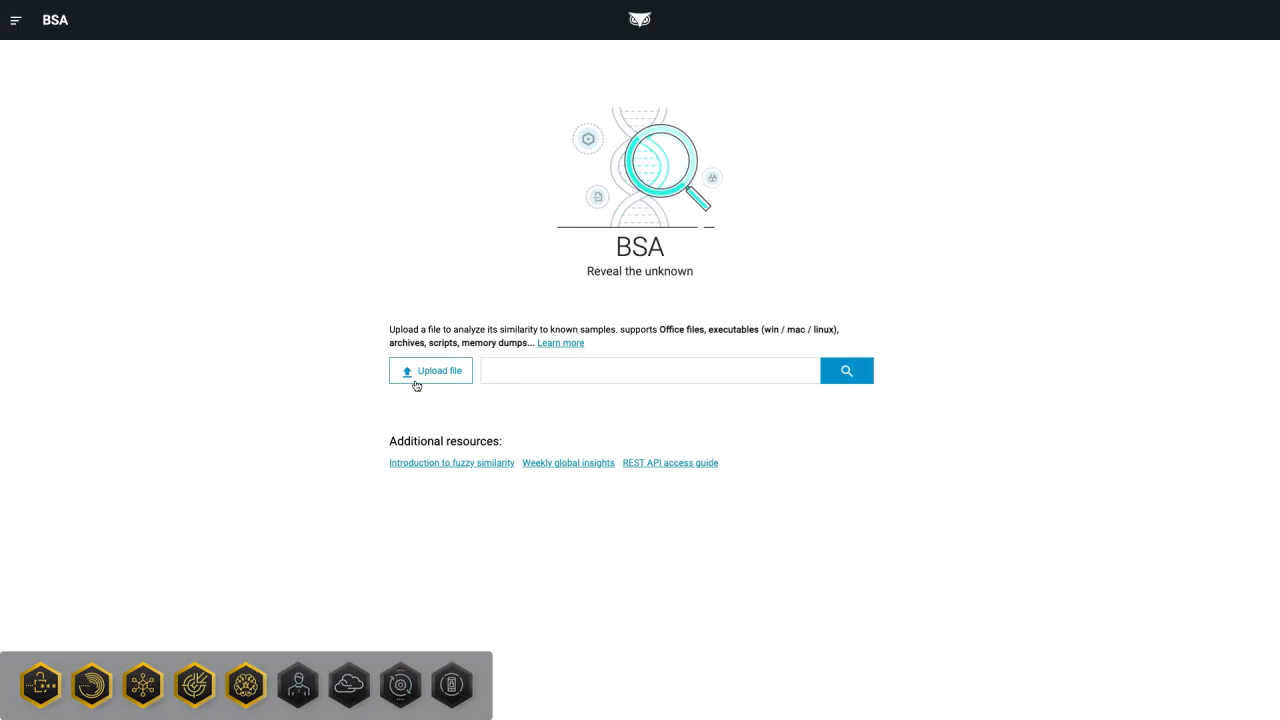 BSA
BSA
Reveal the unknown
Upload a file to analyze its similarity to known samples. supports Office files, executables (win / mac / linux),
archives, scripts, memory dumps... Learn more
Upload file
Additional resources:
Introduction to fuzzy similarity Weekly global insights REST API access guide